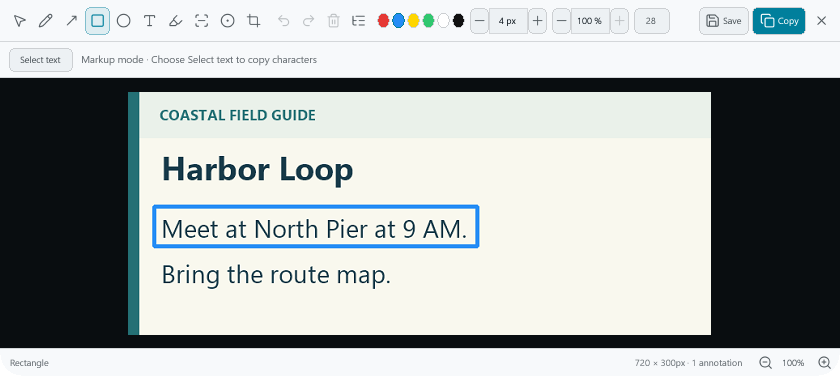 4 px
100 %
28
Save
Copy
Select text
Markup mode · Choose Select text to copy characters
COASTAL FIELD GUIDE
Harbor Loop
Meet at North Pier at 9 AM.
Bring the route map.
Rectangle
720 × 300px · 1 annotation
100%